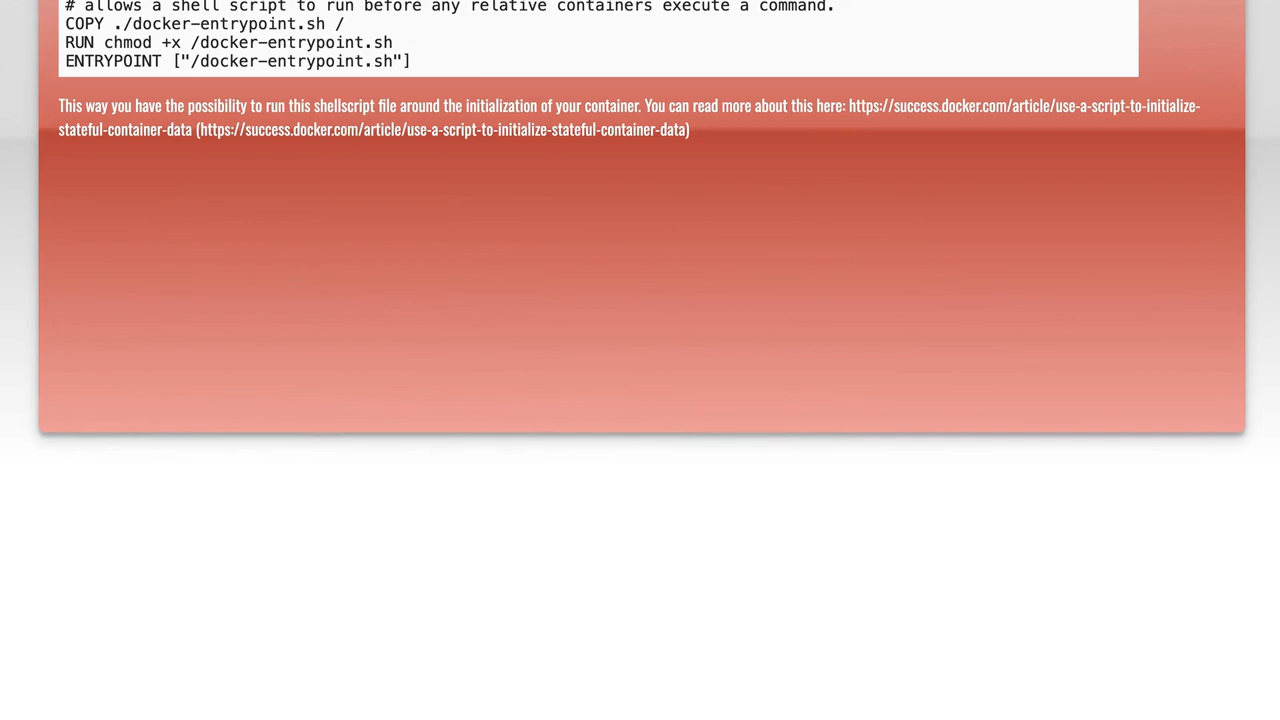 # allows a shell script to run before any relative containers execute a command.
COPY ./docker-entrypoint.sh /
RUN chmod +x /docker-entrypoint.sh
ENTRYPOINT ["/docker-entrypoint.sh"]
This way you have the possibility to run this shellscript file around the initialization of your container. You can read more about this here: https://success.docker.com/article/use-a-script-to-initialize-
stateful-container-data (https://success.docker.com/article/use-a-script-to-initialize-stateful-container-data)